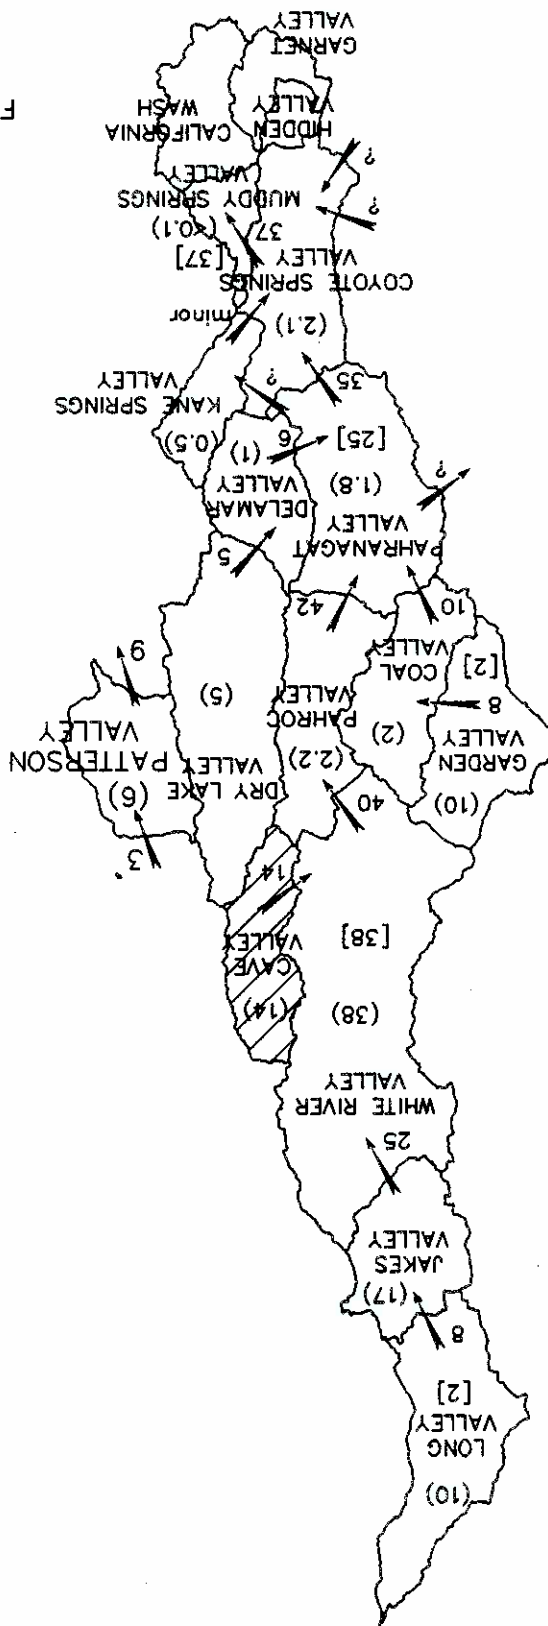 (10)
LONG
VALLEY
[2]
8
(17)
JAKES
VALLEY
25
WHITE RIVER
VALLEY
(38)
[38]
(14)
CAVE
VALLEY
14
40
3
(6)
PATTERSON
VALLEY
9
DRY LAKE
VALLEY
(5)
5
(2.2)
PAHROC
VALLEY
42
(10)
GARDEN
VALLEY
8
[2]
(2)
COAL
VALLEY
10
PAHRANAGAT
VALLEY
(1.8)
[25]
?
35
DELAMAR
VALLEY
(1)
6
?
(0.5)
KANE SPRINGS
VALLEY
minor
(2.1)
COYOTE SPRINGS
VALLEY
?
?
[37]
37
(<0.1)
MUDDY SPRINGS
VALLEY
HIDDEN
VALLEY
CALIFORNIA
WASH
GARNET
VALLEY
F